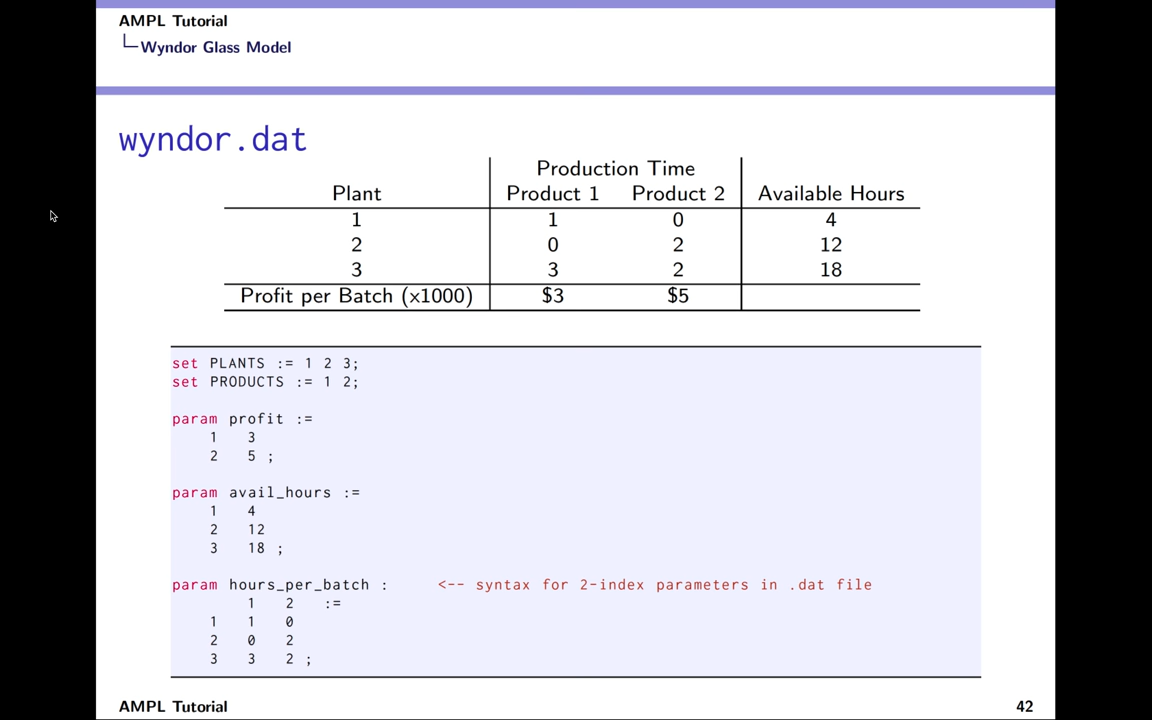 AMPL Tutorial
Wyndor Glass Model
wyndor.dat
Production Time
Plant Product 1 Product 2 Available Hours
1 1 0 4
2 0 2 12
3 3 2 18
Profit per Batch (x1000) $3 $5
set PLANTS := 1 2 3;
set PRODUCTS := 1 2;
param profit :=
1 3
2 5 ;
param avail_hours :=
1 4
2 12
3 18 ;
param hours_per_batch : <-- syntax for 2-index parameters in .dat file
1 2 :=
1 1 0
2 0 2
3 3 2 ;
AMPL Tutorial 42